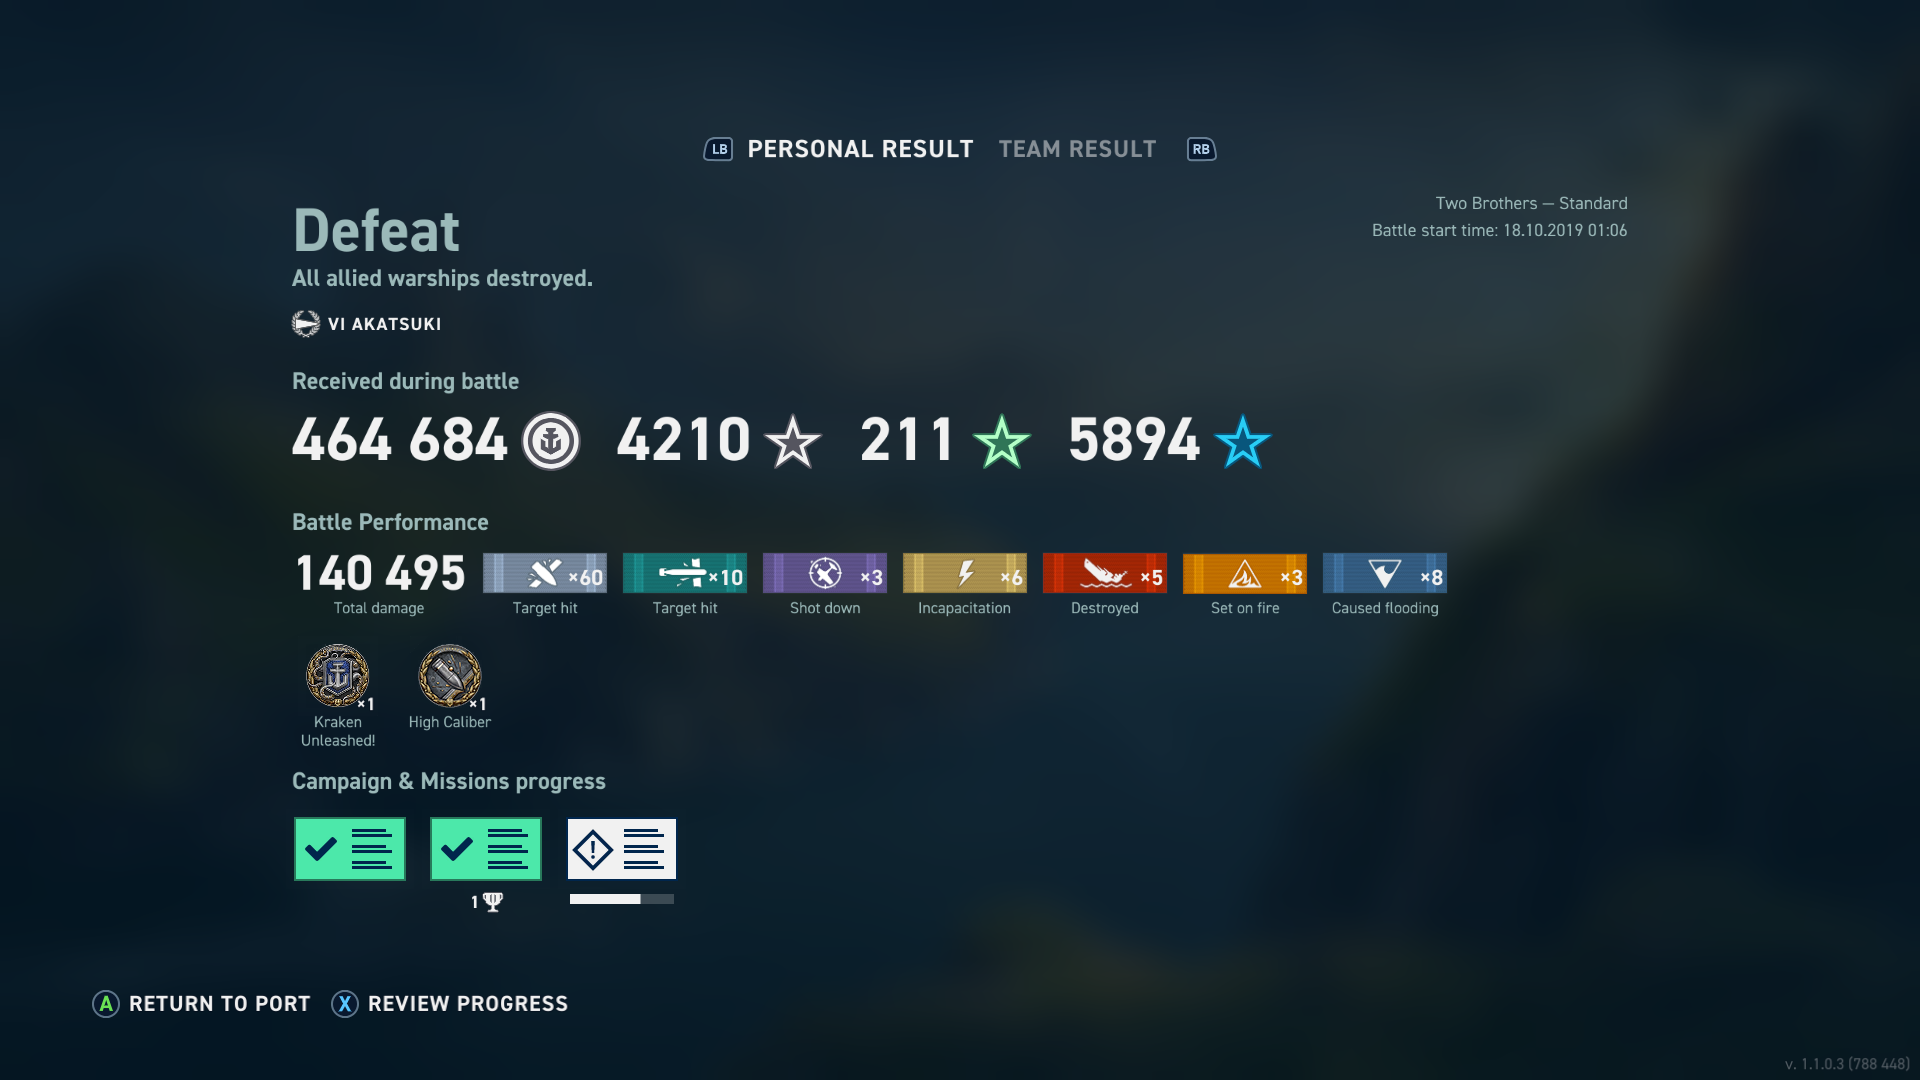 LB PERSONAL RESULT TEAM RESULT RB
Defeat
Two Brothers — Standard
Battle start time: 18.10.2019 01:06
All allied warships destroyed.
VI AKATSUKI
Received during battle
464 684 4210 211 5894
Battle Performance
140 495 ×60 ×10 ×3 ×6 ×5 ×3 ×8
Total damage Target hit Target hit Shot down Incapacitation Destroyed Set on fire Caused flooding
×1 ×1
Kraken High Caliber
Unleashed!
Campaign & Missions progress
1
A RETURN TO PORT X REVIEW PROGRESS
v. 1.1.0.3 (788 448)